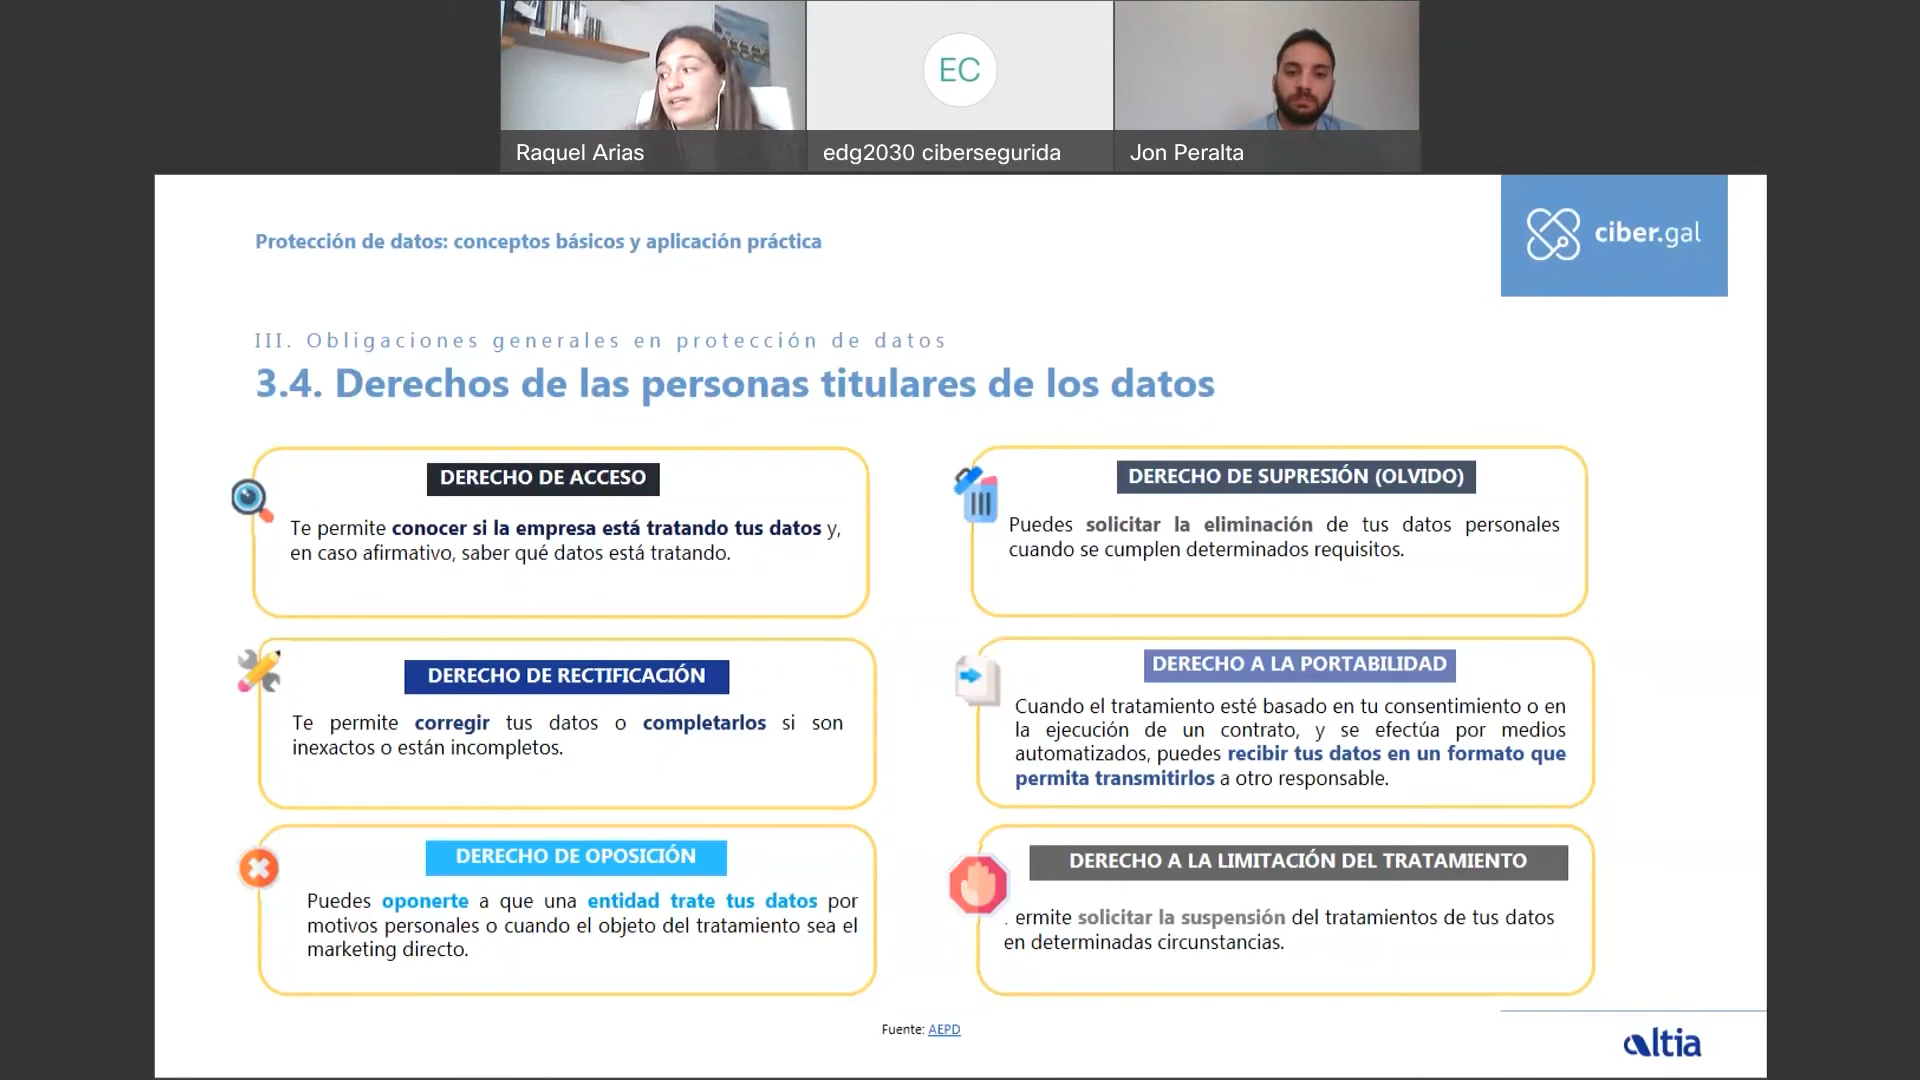 EC
Raquel Arias
edg2030 cibersegurida
Jon Peralta
Protección de datos: conceptos básicos y aplicación práctica
ciber.gal
III. Obligaciones generales en protección de datos
3.4. Derechos de las personas titulares de los datos
DERECHO DE ACCESO
Te permite conocer si la empresa está tratando tus datos y,
en caso afirmativo, saber qué datos está tratando.
DERECHO DE SUPRESIÓN (OLVIDO)
Puedes solicitar la eliminación de tus datos personales
cuando se cumplen determinados requisitos.
DERECHO DE RECTIFICACIÓN
Te permite corregir tus datos o completarlos si son
inexactos o están incompletos.
DERECHO A LA PORTABILIDAD
Cuando el tratamiento esté basado en tu consentimiento o en
la ejecución de un contrato, y se efectúa por medios
automatizados, puedes recibir tus datos en un formato que
permita transmitirlos a otro responsable.
DERECHO DE OPOSICIÓN
Puedes oponerte a que una entidad trate tus datos por
motivos personales o cuando el objeto del tratamiento sea el
marketing directo.
DERECHO A LA LIMITACIÓN DEL TRATAMIENTO
ermite solicitar la suspensión del tratamientos de tus datos
en determinadas circunstancias.
Fuente: AEPD
altia